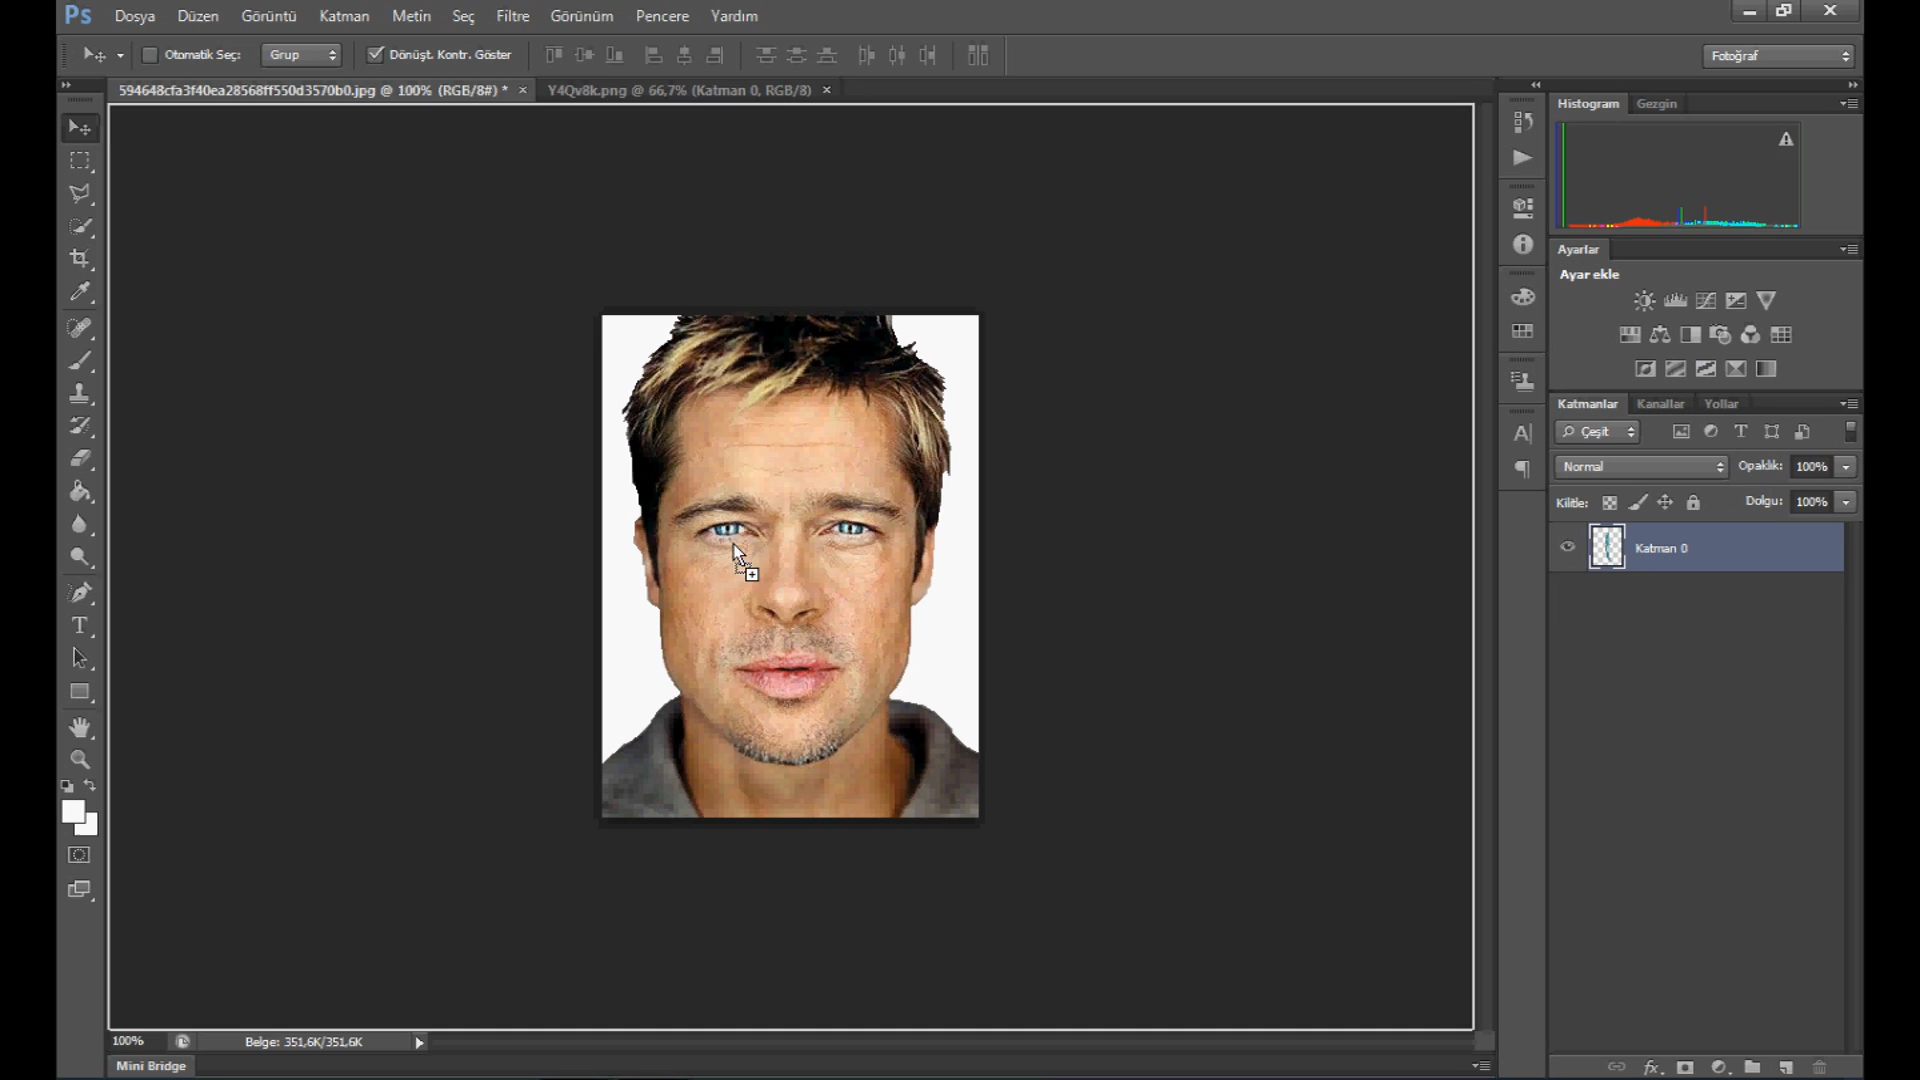 Ps Dosya Düzen Görüntü Katman Metin Seç Filtre Görünüm Pencere Yardım
Otomatik Seç: Grup Dönüşt. Kontr. Göster Fotoğraf
594648cfa3f40ea28568ff550d3570b0.jpg @ 100% (RGB/8#) * × Y4Qv8k.png @ 66,7% (Katman 0, RGB/8) ×
Histogram Gezgin
Ayarlar
Ayar ekle
Katmanlar Kanallar Yollar
Çeşit
Normal Opaklık: 100%
Kilitle: Dolgu: 100%
Katman 0
100% Belge: 351,6K/351,6K
Mini Bridge